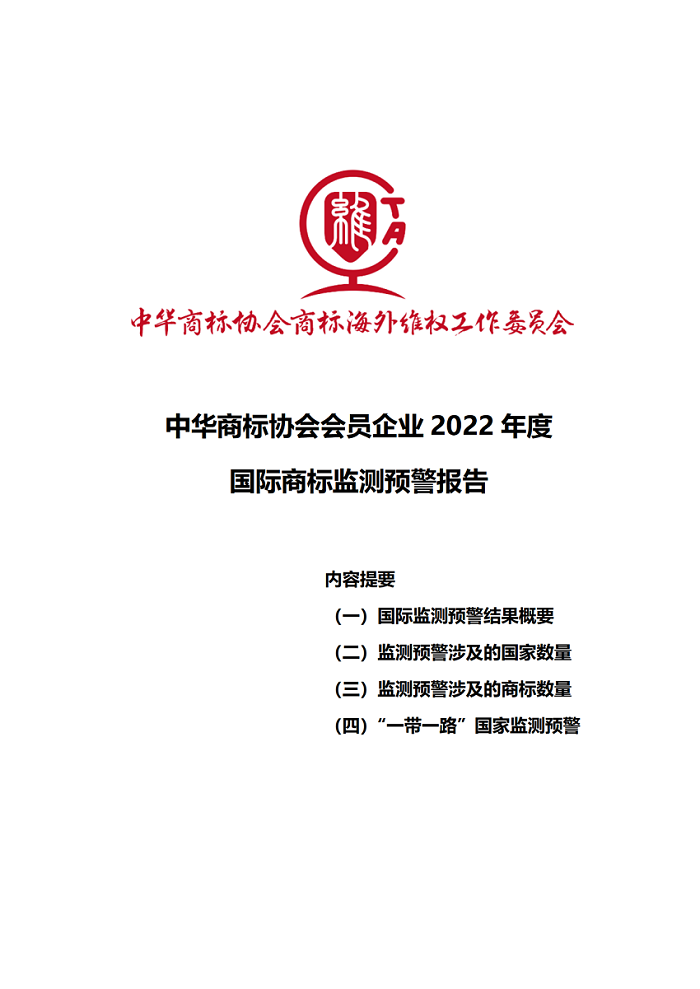 維
CTA
中华商标协会商标海外维权工作委员会
中华商标协会会员企业 2022 年度
国际商标监测预警报告
内容提要
（一）国际监测预警结果概要
（二）监测预警涉及的国家数量
（三）监测预警涉及的商标数量
（四）“一带一路”国家监测预警